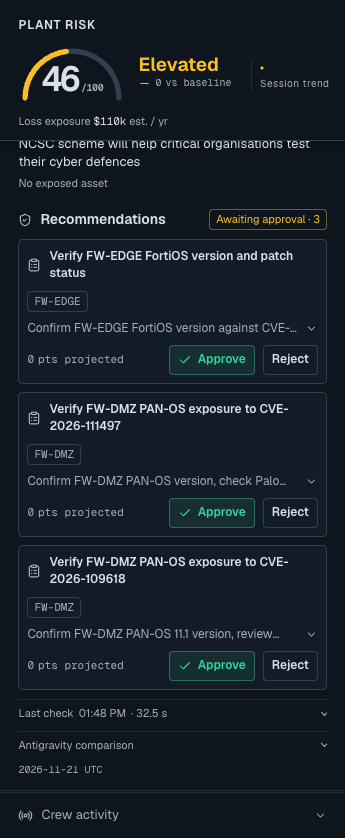 PLANT RISK
46 /100
Elevated
— 0 vs baseline
Session trend
Loss exposure $110k est. / yr
NCSC scheme will help critical organisations test
their cyber defences
No exposed asset
Recommendations
Awaiting approval · 3
Verify FW-EDGE FortiOS version and patch
status
FW-EDGE
Confirm FW-EDGE FortiOS version against CVE-...
0 pts projected
Approve
Reject
Verify FW-DMZ PAN-OS exposure to CVE-
2026-111497
FW-DMZ
Confirm FW-DMZ PAN-OS version, check Palo...
0 pts projected
Approve
Reject
Verify FW-DMZ PAN-OS exposure to CVE-
2026-109618
FW-DMZ
Confirm FW-DMZ PAN-OS 11.1 version, review...
0 pts projected
Approve
Reject
Last check 01:48 PM · 32.5 s
Antigravity comparison
2026-11-21 UTC
Crew activity